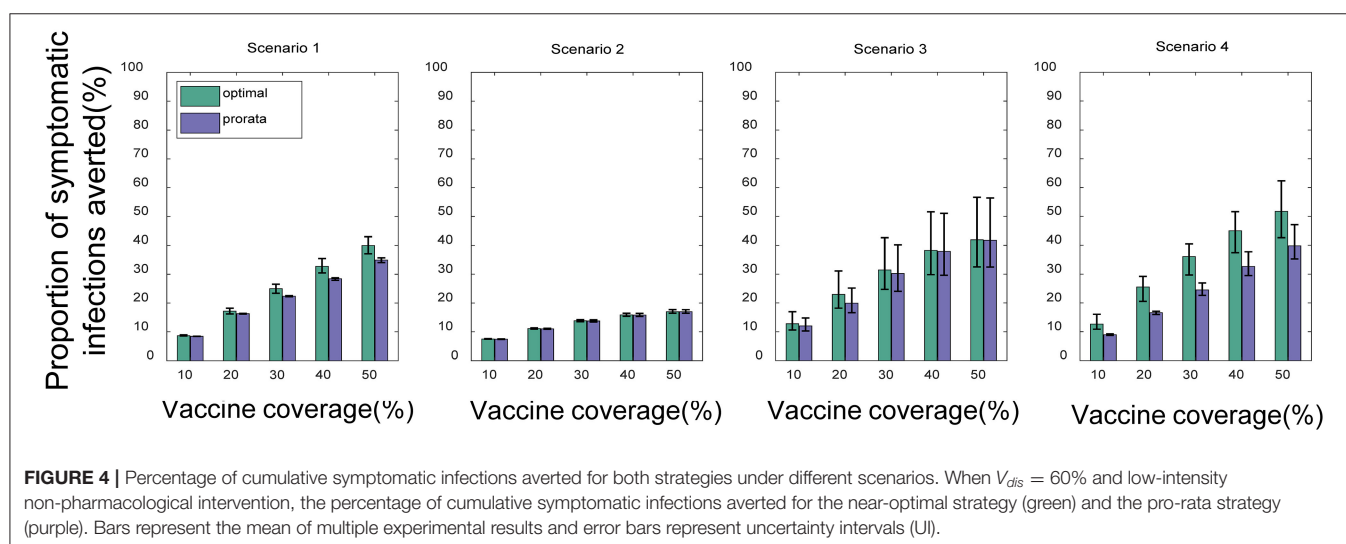 Proportion of symptomatic
infections averted(%)
Scenario 1
100
90
80
70
60
50
40
30
20
10
0
optimal
prorata
10 20 30 40 50
Vaccine coverage(%)
Scenario 2
100
90
80
70
60
50
40
30
20
10
0
10 20 30 40 50
Vaccine coverage(%)
Scenario 3
100
90
80
70
60
50
40
30
20
10
0
10 20 30 40 50
Vaccine coverage(%)
Scenario 4
100
90
80
70
60
50
40
30
20
10
0
10 20 30 40 50
Vaccine coverage(%)
FIGURE 4 | Percentage of cumulative symptomatic infections averted for both strategies under different scenarios. When V_dis = 60% and low-intensity
non-pharmacological intervention, the percentage of cumulative symptomatic infections averted for the near-optimal strategy (green) and the pro-rata strategy
(purple). Bars represent the mean of multiple experimental results and error bars represent uncertainty intervals (UI).